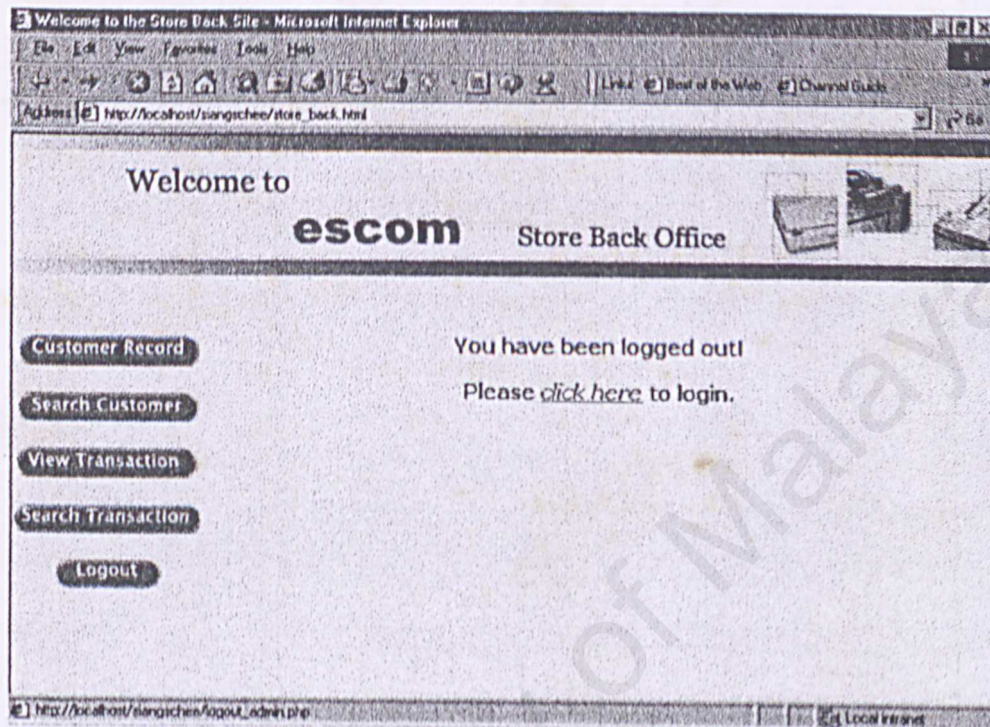 Welcome to the Store Back Site - Microsoft Internet Explorer
File Edit View Favorites Tools Help
Links Best of the Web Channel Guide
Address http://localhost/siangchee/store_back.html Go
Welcome to
escom Store Back Office
Customer Record
You have been logged out!
Please click here to login.
Search Customer
View Transaction
Search Transaction
Logout
http://localhost/siangchee/logout_admin.php Local intranet
of Malaya